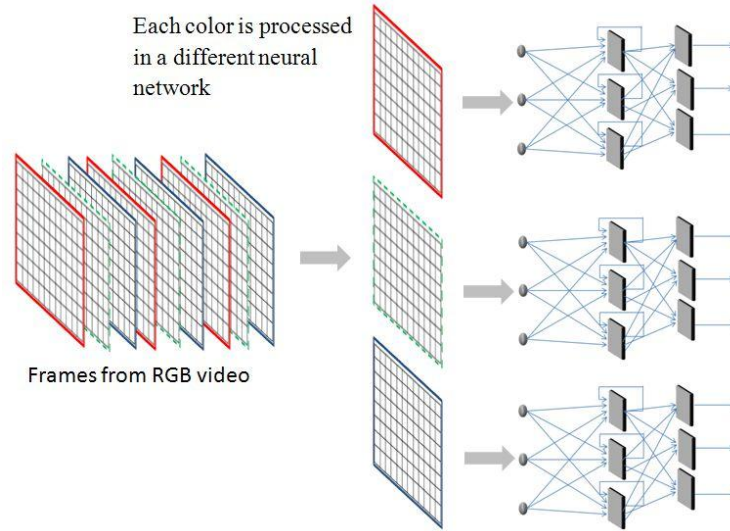 Each color is processed
in a different neural
network
Frames from RGB video